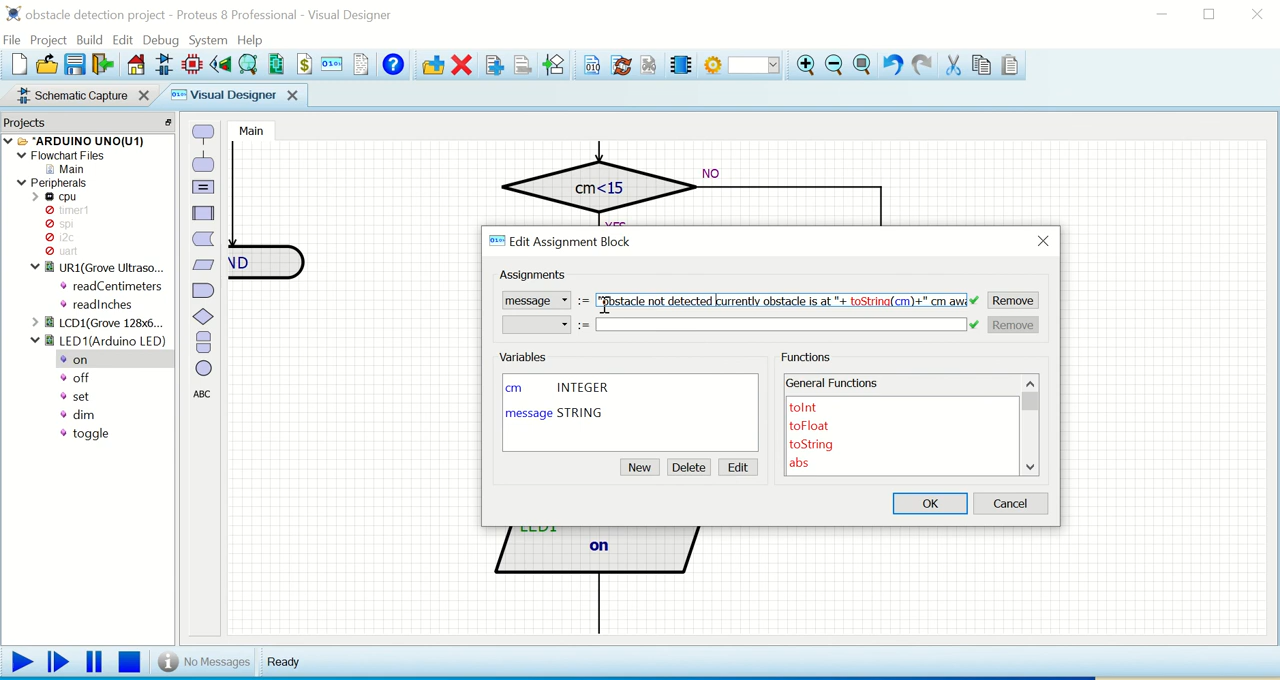 obstacle detection project - Proteus 8 Professional - Visual Designer
File Project Build Edit Debug System Help
Schematic Capture
Visual Designer
Projects
*ARDUINO UNO(U1)
Flowchart Files
Main
Peripherals
cpu
timer1
spi
i2c
uart
UR1(Grove Ultraso...
readCentimeters
readInches
LCD1(Grove 128x6...
LED1(Arduino LED)
on
off
set
dim
toggle
ABC
Main
cm<15
NO
YES
ND
Edit Assignment Block
Assignments
message := "obstacle not detected currently obstacle is at "+ toString(cm)+" cm awa
Remove
:=
Remove
Variables
cm INTEGER
message STRING
New Delete Edit
Functions
General Functions
toInt
toFloat
toString
abs
OK Cancel
LED1
on
No Messages Ready